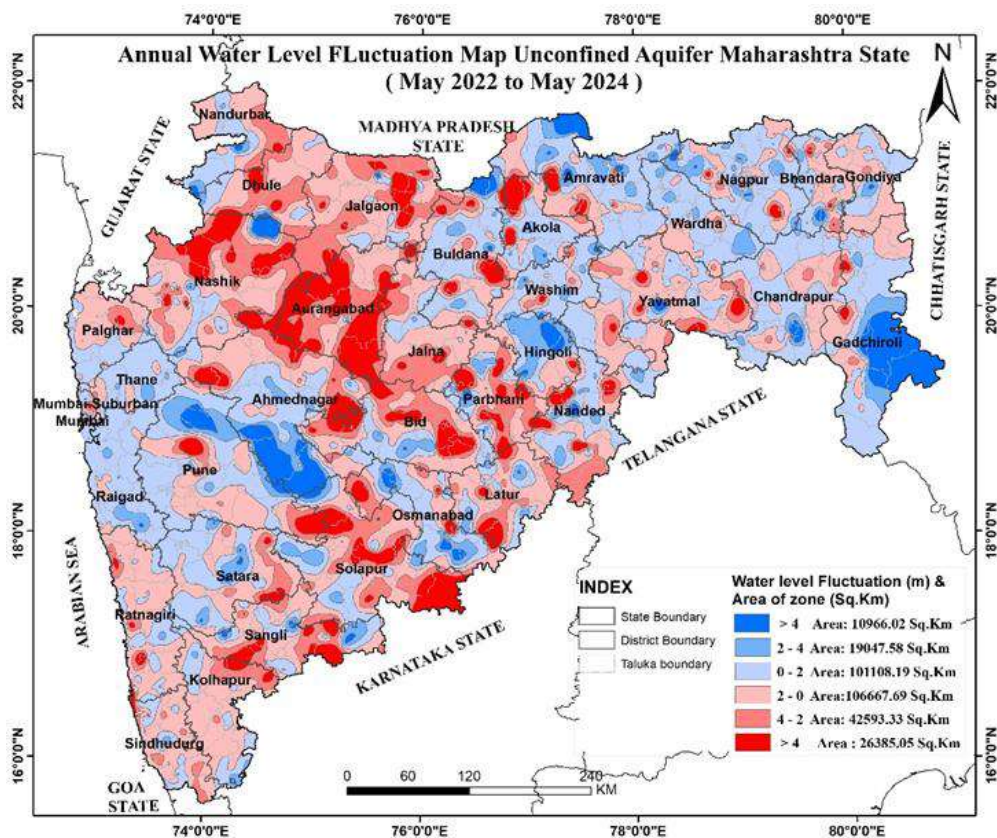 74°0'0"E 76°0'0"E 78°0'0"E 80°0'0"E
Annual Water Level FLuctuation Map Unconfined Aquifer Maharashtra State
( May 2022 to May 2024 )
N
22°0'0"N
22°0'0"N
GUJARAT STATE
MADHYA PRADESH
STATE
CHHATISGARH STATE
Nandurbar
Dhule
Jalgaon
Amravati
Nagpur
Bhandara
Gondiya
Wardha
Akola
Buldana
Nashik
Washim
Aurangabad
Yavatmal
Chandrapur
20°0'0"N
20°0'0"N
Palghar
Jalna
Hingoli
Gadchiroli
Thane
Ahmednagar
Parbhani
Nanded
Mumbai Suburban
Mumbai
Bid
TELANGANA STATE
Pune
Raigad
Latur
Osmanabad
18°0'0"N
18°0'0"N
ARABIAN SEA
Satara
Solapur
Ratnagiri
Sangli
KARNATAKA STATE
Kolhapur
Sindhuderg
16°0'0"N
16°0'0"N
GOA
STATE
INDEX
State Boundary
District Boundary
Taluka boundary
Water level Fluctuation (m) &
Area of zone (Sq.Km)
> 4 Area: 10966.02 Sq.Km
2 - 4 Area: 19047.58 Sq.Km
0 - 2 Area: 101108.19 Sq.Km
2 - 0 Area:106667.69 Sq.Km
4 - 2 Area: 42593.33 Sq.Km
> 4 Area : 26385.05 Sq.Km
0 60 120 240
KM
74°0'0"E 76°0'0"E 78°0'0"E 80°0'0"E